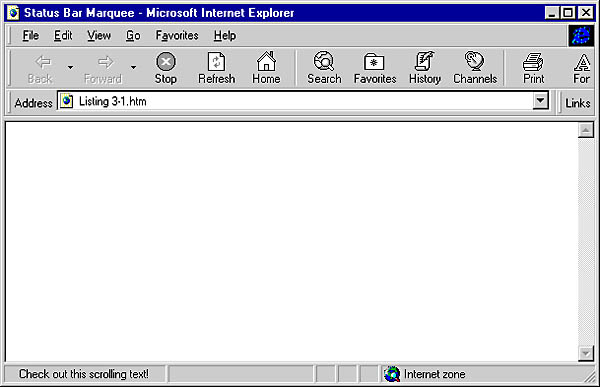 Status Bar Marquee - Microsoft Internet Explorer
File Edit View Go Favorites Help
Back Forward Stop Refresh Home Search Favorites History Channels Print For
Address Listing 3-1.htm Links
Check out this scrolling text! Internet zone